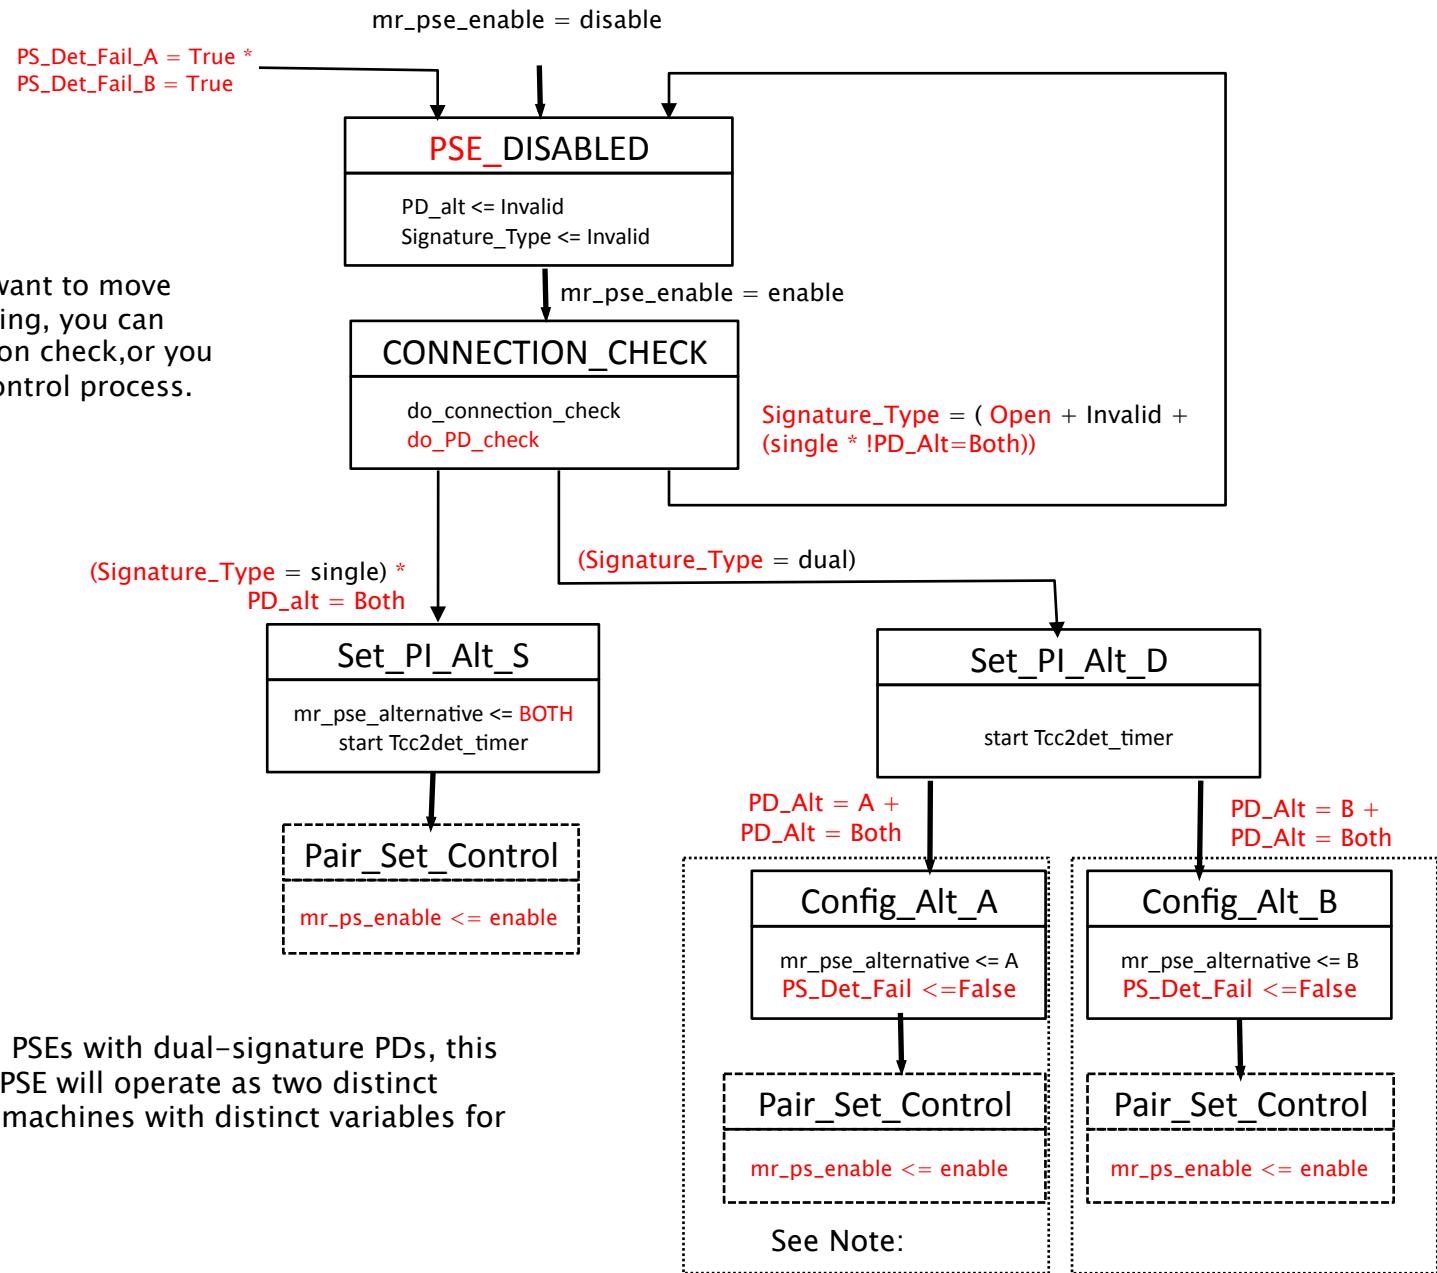 mr_pse_enable = disable
PS_Det_Fail_A = True *
PS_Det_Fail_B = True
PSE_DISABLED
PD_alt <= Invalid
Signature_Type <= Invalid
want to move
ing, you can
on check,or you
ontrol process.
mr_pse_enable = enable
CONNECTION_CHECK
do_connection_check
do_PD_check
Signature_Type = ( Open + Invalid +
(single * !PD_Alt=Both))
(Signature_Type = single) *
PD_alt = Both
(Signature_Type = dual)
Set_PI_Alt_S
mr_pse_alternative <= BOTH
start Tcc2det_timer
Set_PI_Alt_D
start Tcc2det_timer
Pair_Set_Control
mr_ps_enable <= enable
PD_Alt = A +
PD_Alt = Both
PD_Alt = B +
PD_Alt = Both
Config_Alt_A
mr_pse_alternative <= A
PS_Det_Fail <=False
Config_Alt_B
mr_pse_alternative <= B
PS_Det_Fail <=False
PSEs with dual-signature PDs, this
PSE will operate as two distinct
machines with distinct variables for
Pair_Set_Control
mr_ps_enable <= enable
Pair_Set_Control
mr_ps_enable <= enable
See Note: